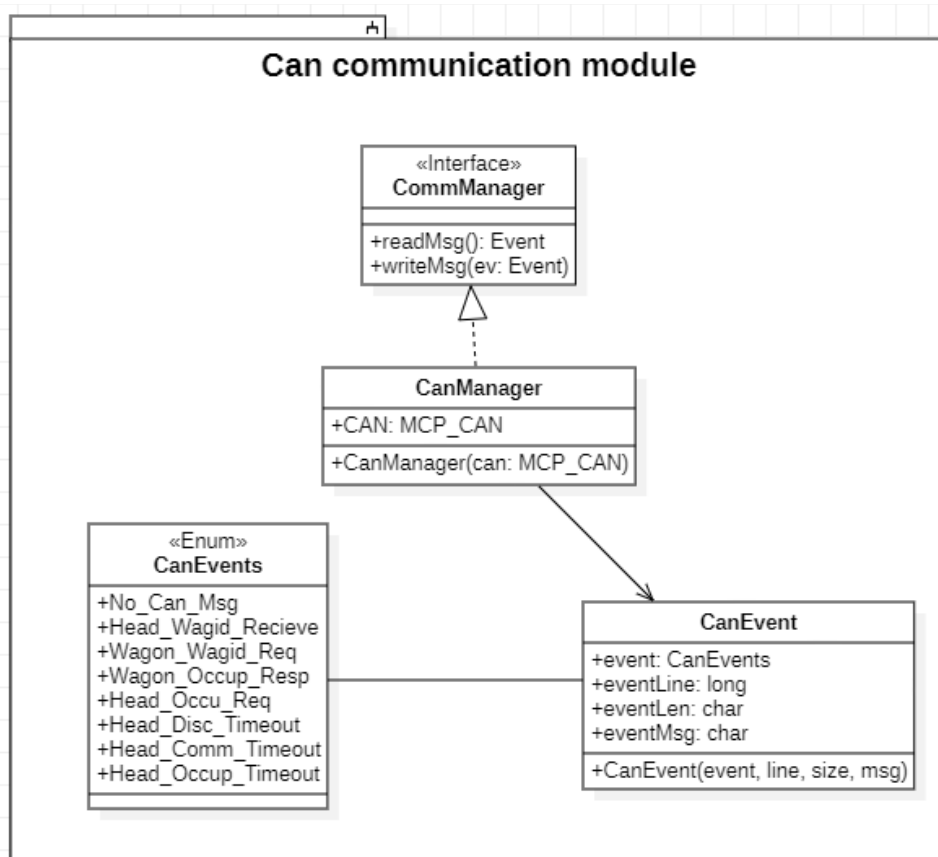 Can communication module
«Interface»
CommManager
+readMsg(): Event
+writeMsg(ev: Event)
CanManager
+CAN: MCP_CAN
+CanManager(can: MCP_CAN)
«Enum»
CanEvents
+No_Can_Msg
+Head_Wagid_Recieve
+Wagon_Wagid_Req
+Wagon_Occup_Resp
+Head_Occu_Req
+Head_Disc_Timeout
+Head_Comm_Timeout
+Head_Occup_Timeout
CanEvent
+event: CanEvents
+eventLine: long
+eventLen: char
+eventMsg: char
+CanEvent(event, line, size, msg)